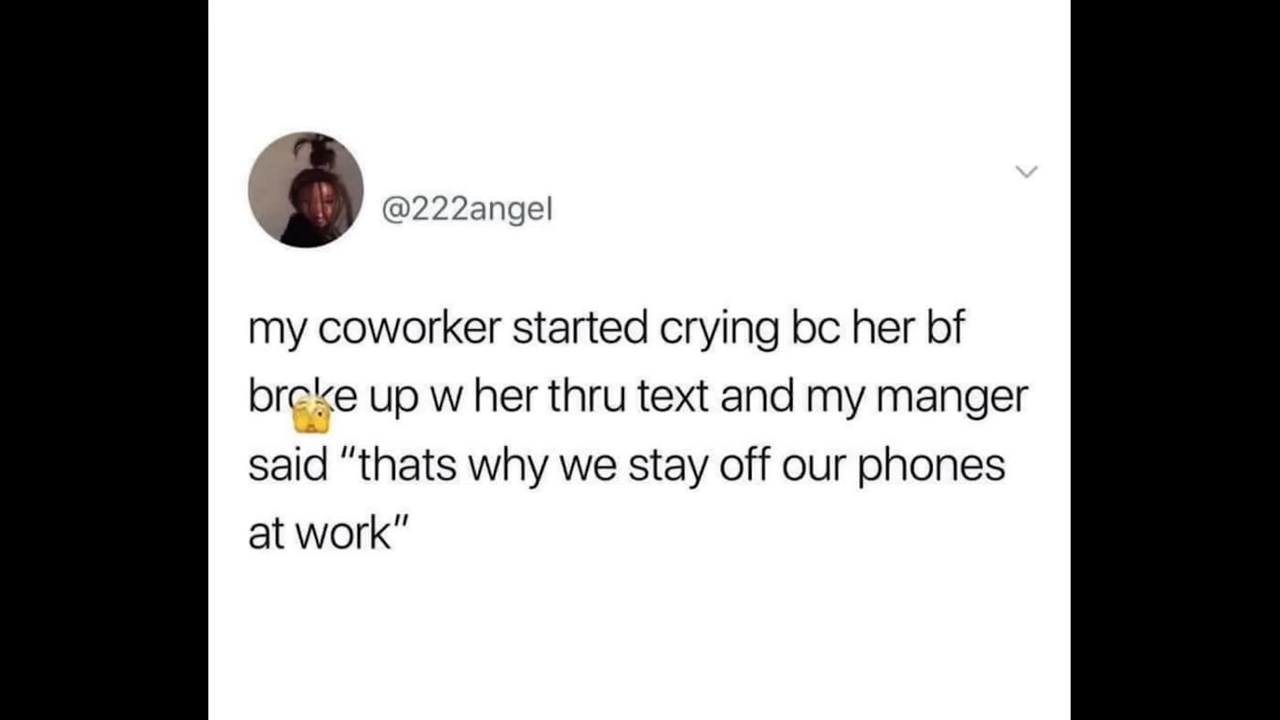 @222angel
my coworker started crying bc her bf
broke up w her thru text and my manger
said "thats why we stay off our phones
at work"